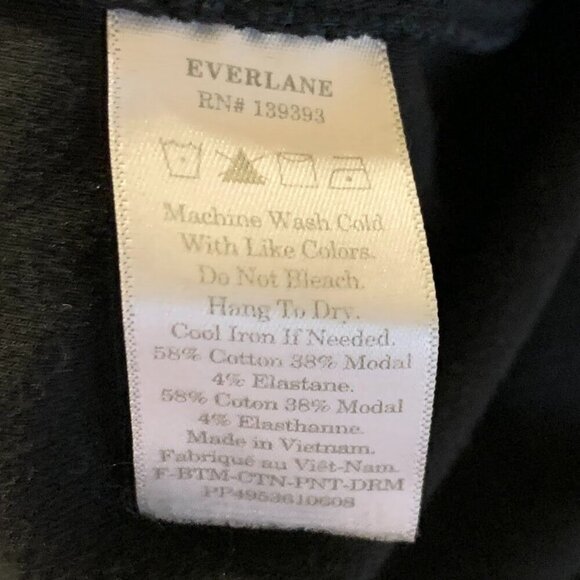 EVERLANE
RN# 139393
Machine Wash Cold
With Like Colors.
Do Not Bleach.
Hang To Dry.
Cool Iron If Needed.
58% Cotton 38% Modal
4% Elastane.
58% Coton 38% Modal
4% Elasthanne.
Made in Vietnam.
Fabriqué au Viêt-Nam.
F-BTM-CTN-PNT-DRM
PP4953610608